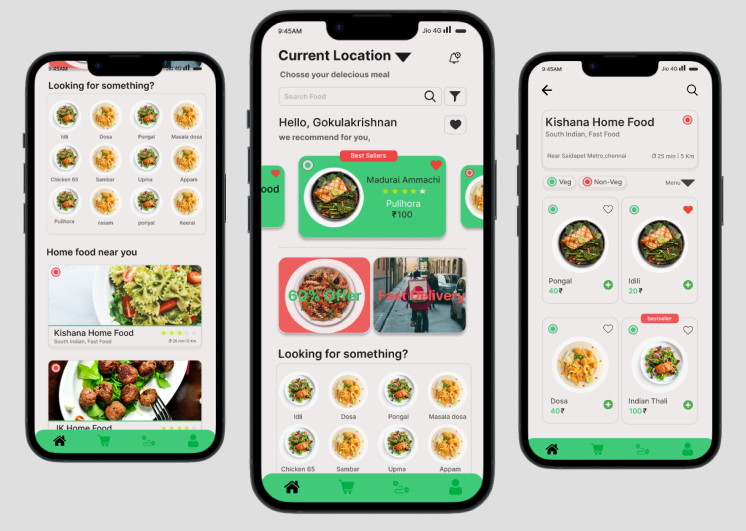 9:45AM
Jio 4G
Looking for something?
Idli
Dosa
Pongal
Masala dosa
Chicken 65
Sambar
Upma
Appam
Pulihora
rasam
poriyal
Keerai
Home food near you
Kishana Home Food
South Indian, Fast Food
25 min I 5 Km
JK Home Food
9:45AM
Jio 4G
Current Location
Chosse your delecious meal
Search Food
Hello, Gokulakrishnan
we recommend for you,
Best Sellers
ood
Madurai Ammachi
Pulihora
₹100
60% Offer
Fast Delivery
Looking for something?
Idli
Dosa
Pongal
Masala dosa
Chicken 65
Sambar
Upma
Appam
9:45AM
Jio 4G
Kishana Home Food
South Indian, Fast Food
Near Saidapet Metro,chennai
25 min I 5 Km
Veg
Non-Veg
Menu
Pongal
40₹
Idili
20₹
bestseller
Dosa
40₹
Indian Thali
100₹